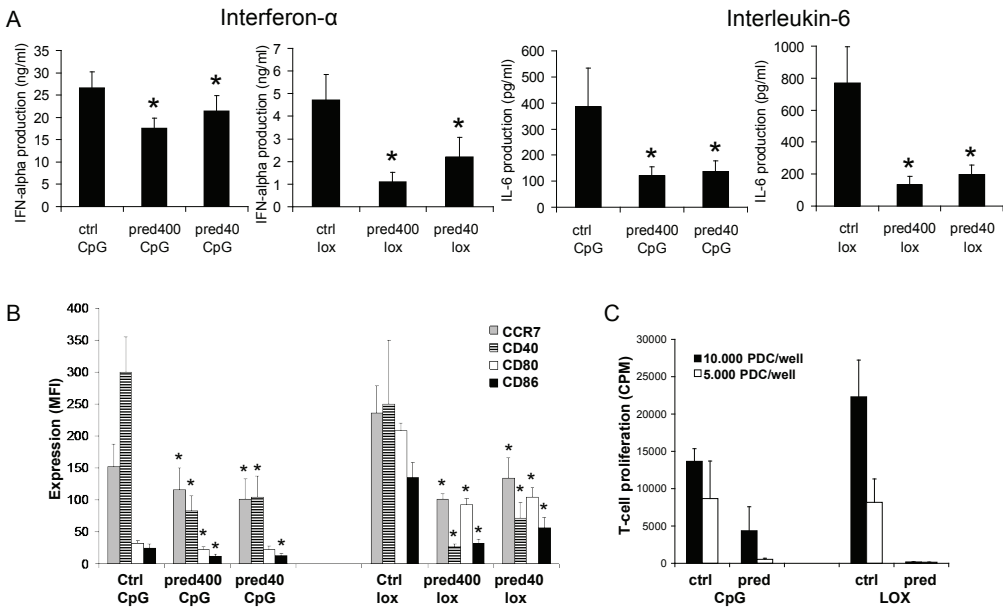 A
Interferon-α
Interleukin-6
IFN-alpha production (ng/ml)
35
30
25
20
15
10
5
0
*
*
ctrl pred400 pred40
CpG CpG CpG
IFN-alpha production (ng/ml)
7
6
5
4
3
2
1
0
*
*
ctrl pred400 pred40
lox lox lox
IL-6 production (pg/ml)
600
500
400
300
200
100
0
*
*
ctrl pred400 pred40
CpG CpG CpG
IL-6 production (pg/ml)
1000
800
600
400
200
0
*
*
ctrl pred400 pred40
lox lox lox
B
Expression (MFI)
400
350
300
250
200
150
100
50
0
CCR7
CD40
CD80
CD86
* * * *
* * *
* * * *
* * * *
Ctrl pred400 pred40 Ctrl pred400 pred40
CpG CpG CpG lox lox lox
C
T-cell proliferation (CPM)
30000
25000
20000
15000
10000
5000
0
10.000 PDC/well
5.000 PDC/well
ctrl pred ctrl pred
CpG LOX